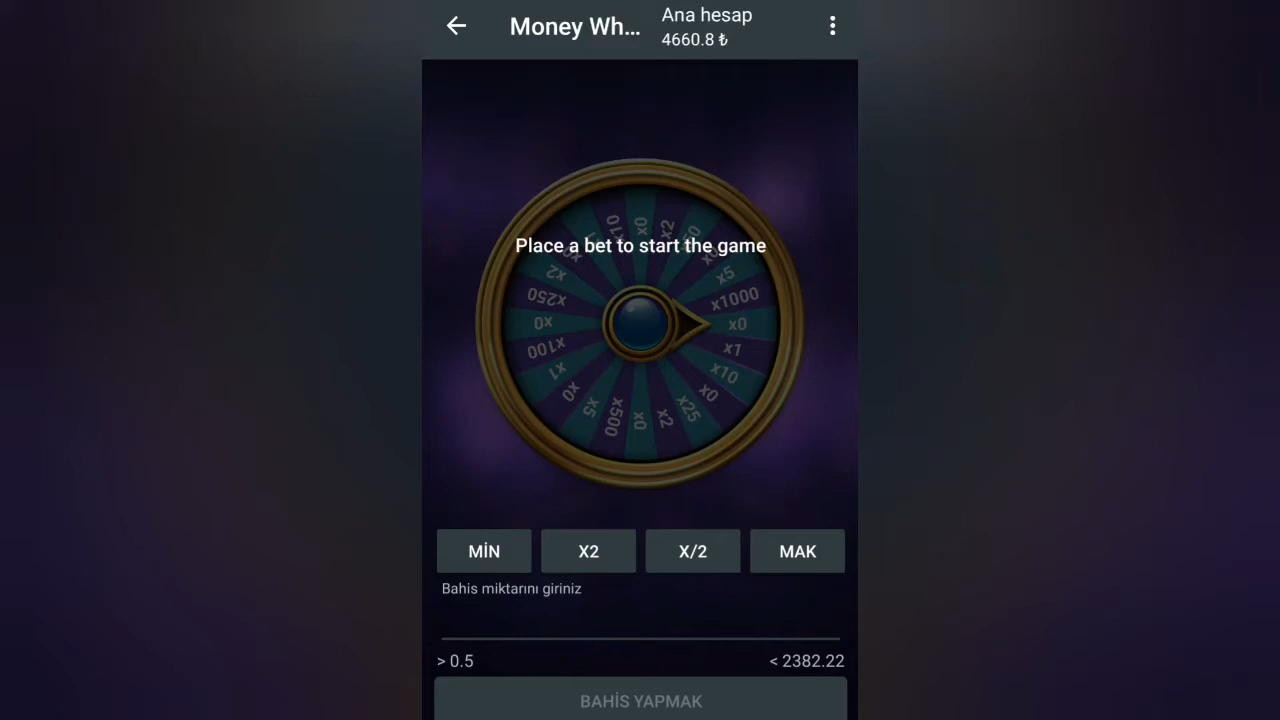 Money Wh...
Ana hesap
4660.8 ₺
Place a bet to start the game
x10
x0
x2
x5
x1000
x0
x1
x10
x0
x25
x2
x0
x500
x5
x0
x1
x100
x0
x250
x2
MİN
X2
X/2
MAK
Bahis miktarını giriniz
> 0.5
< 2382.22
BAHİS YAPMAK